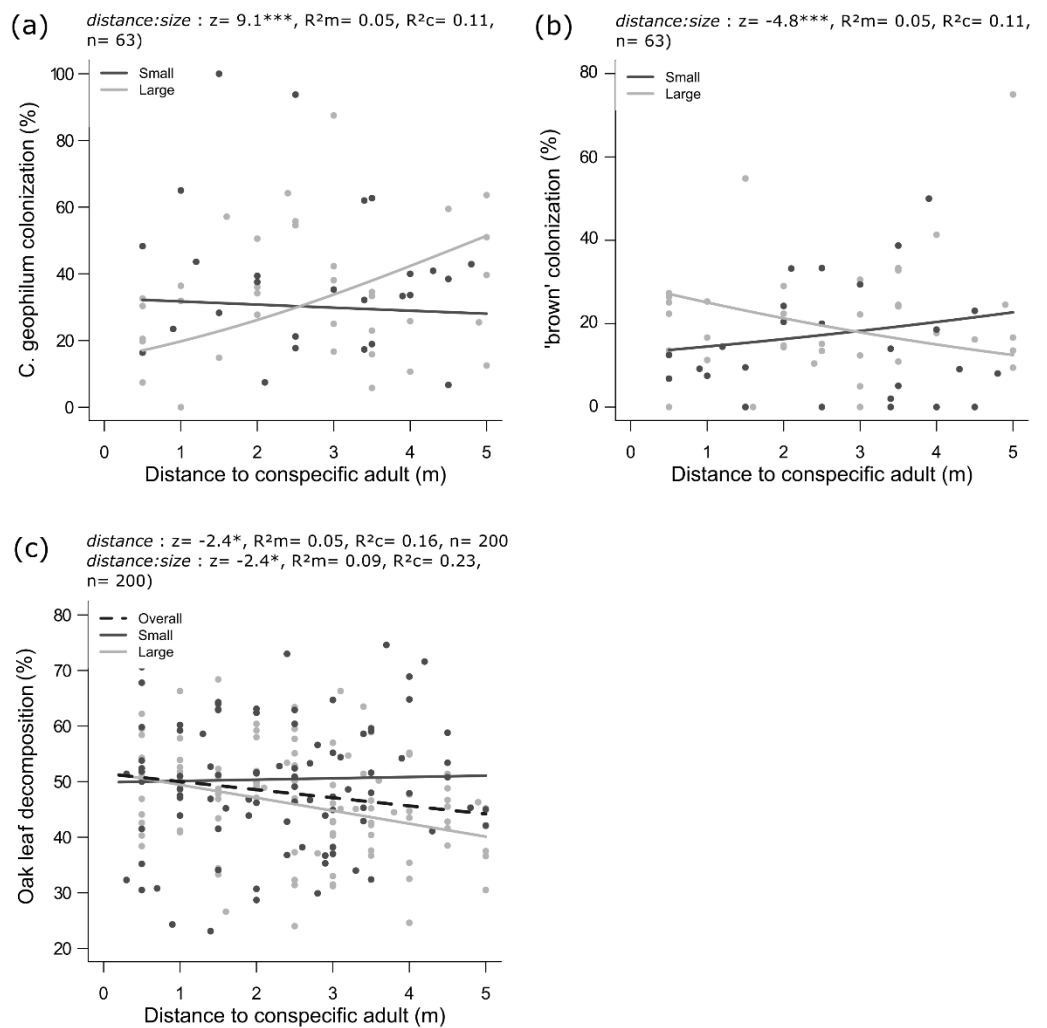 (a)
distance:size : z= 9.1***, R²m= 0.05, R²c= 0.11,
n= 63)
Small
Large
100
80
60
40
20
0
C. geophilum colonization (%)
0 1 2 3 4 5
Distance to conspecific adult (m)
(b)
distance:size : z= -4.8***, R²m= 0.05, R²c= 0.11,
n= 63)
Small
Large
80
60
40
20
0
'brown' colonization (%)
0 1 2 3 4 5
Distance to conspecific adult (m)
(c)
distance : z= -2.4*, R²m= 0.05, R²c= 0.16, n= 200
distance:size : z= -2.4*, R²m= 0.09, R²c= 0.23,
n= 200)
Overall
Small
Large
80
70
60
50
40
30
20
Oak leaf decomposition (%)
0 1 2 3 4 5
Distance to conspecific adult (m)